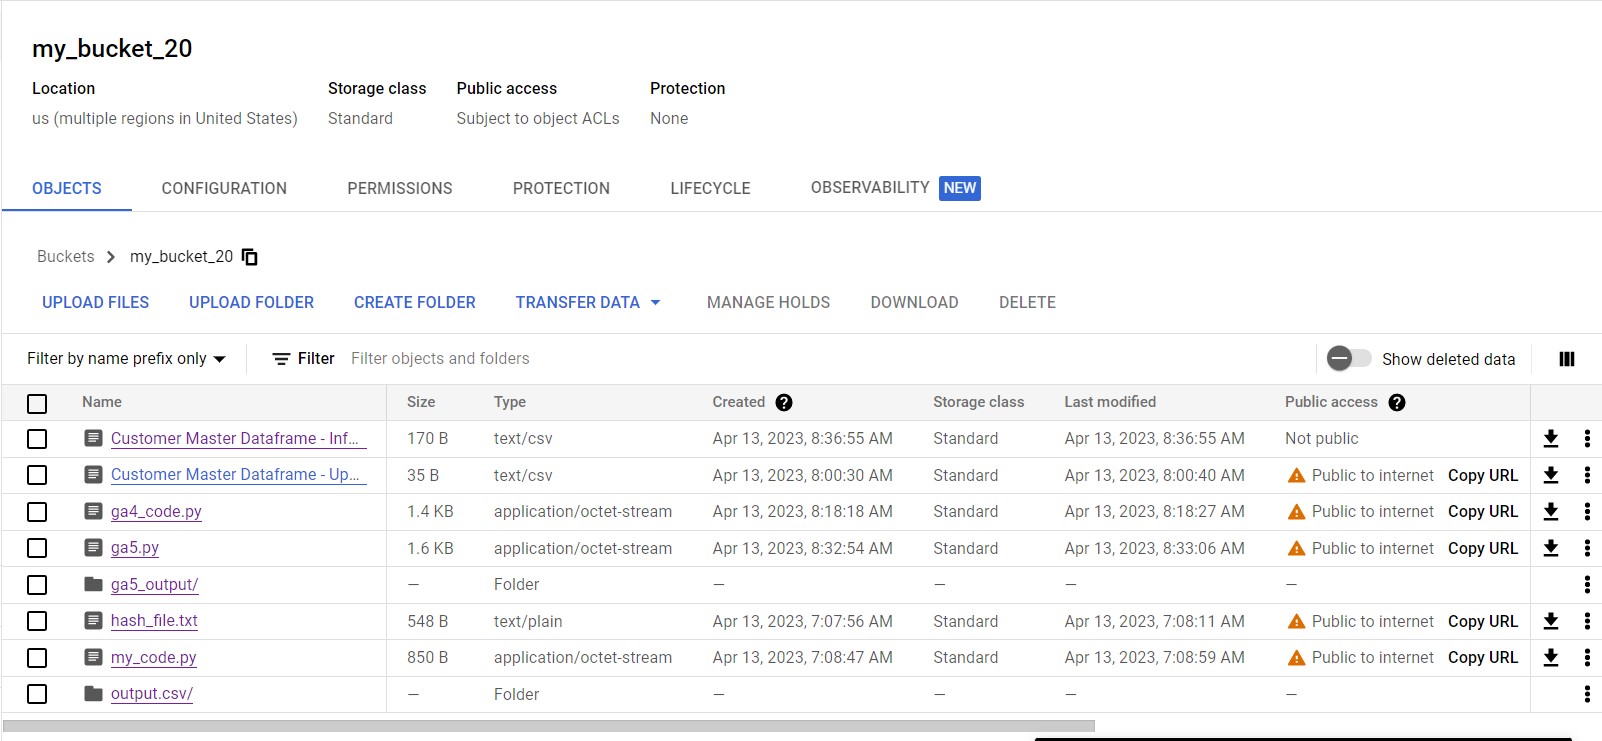 my_bucket_20
Location Storage class Public access Protection
us (multiple regions in United States) Standard Subject to object ACLs None
OBJECTS CONFIGURATION PERMISSIONS PROTECTION LIFECYCLE OBSERVABILITY NEW
Buckets my_bucket_20
UPLOAD FILES UPLOAD FOLDER CREATE FOLDER TRANSFER DATA MANAGE HOLDS DOWNLOAD DELETE
Filter by name prefix only Filter Filter objects and folders Show deleted data
Name Size Type Created Storage class Last modified Public access
Customer Master Dataframe - Inf... 170 B text/csv Apr 13, 2023, 8:36:55 AM Standard Apr 13, 2023, 8:36:55 AM Not public
Customer Master Dataframe - Up... 35 B text/csv Apr 13, 2023, 8:00:30 AM Standard Apr 13, 2023, 8:00:40 AM Public to internet Copy URL
ga4_code.py 1.4 KB application/octet-stream Apr 13, 2023, 8:18:18 AM Standard Apr 13, 2023, 8:18:27 AM Public to internet Copy URL
ga5.py 1.6 KB application/octet-stream Apr 13, 2023, 8:32:54 AM Standard Apr 13, 2023, 8:33:06 AM Public to internet Copy URL
ga5_output/ — Folder — — — —
hash_file.txt 548 B text/plain Apr 13, 2023, 7:07:56 AM Standard Apr 13, 2023, 7:08:11 AM Public to internet Copy URL
my_code.py 850 B application/octet-stream Apr 13, 2023, 7:08:47 AM Standard Apr 13, 2023, 7:08:59 AM Public to internet Copy URL
output.csv/ — Folder — — — —